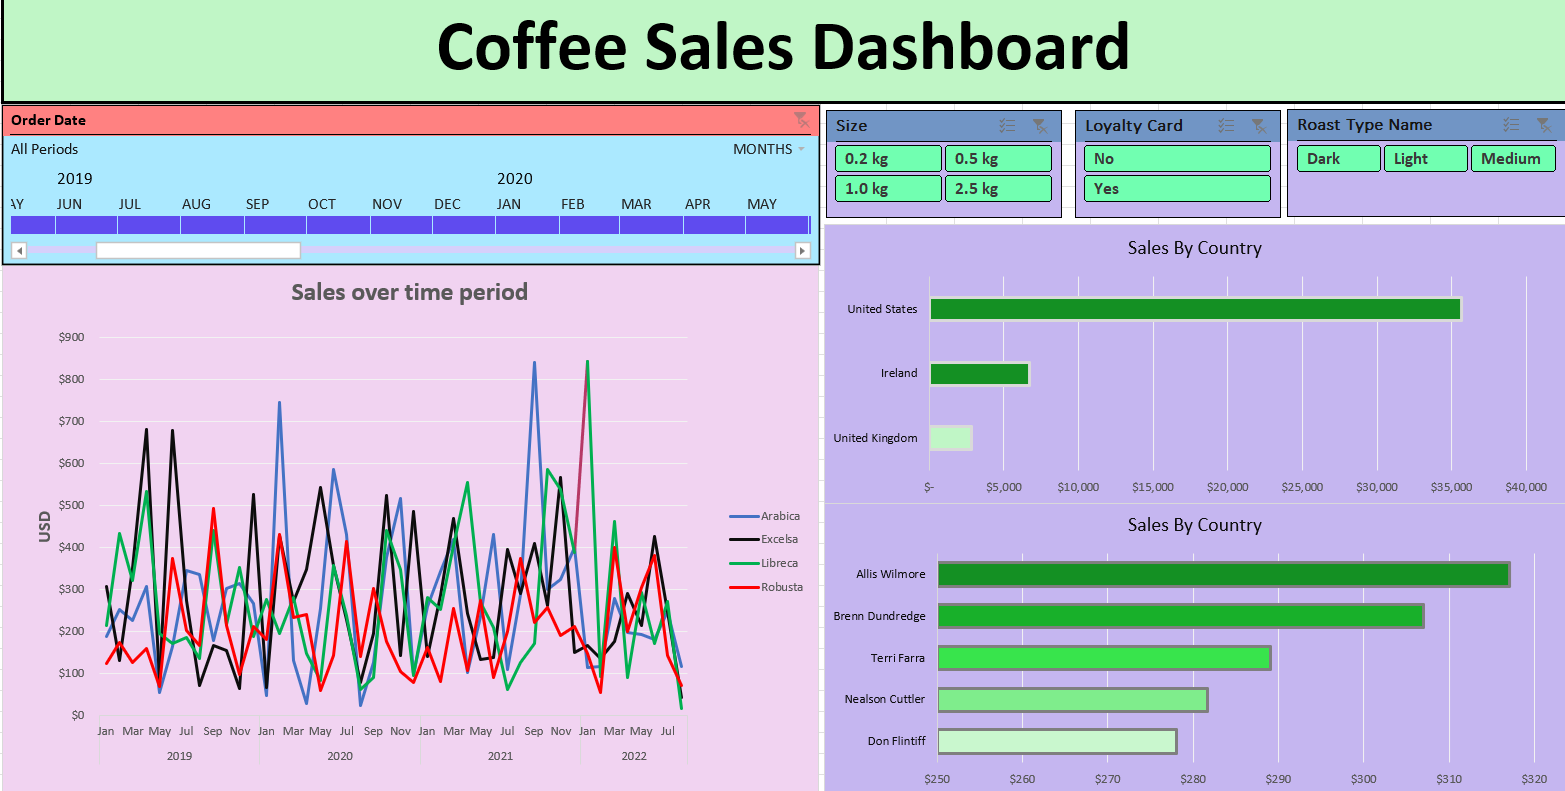 Coffee Sales Dashboard
Order Date
All Periods MONTHS
2019 2020
AY JUN JUL AUG SEP OCT NOV DEC JAN FEB MAR APR MAY
Size
0.2 kg 0.5 kg
1.0 kg 2.5 kg
Loyalty Card
No
Yes
Roast Type Name
Dark Light Medium
Sales over time period
USD
$900
$800
$700
$600
$500
$400
$300
$200
$100
$0
Jan Mar May Jul Sep Nov Jan Mar May Jul Sep Nov Jan Mar May Jul Sep Nov Jan Mar May Jul
2019 2020 2021 2022
Arabica
Excelsa
Libreca
Robusta
Sales By Country
United States
Ireland
United Kingdom
$- $5,000 $10,000 $15,000 $20,000 $25,000 $30,000 $35,000 $40,000
Sales By Country
Allis Wilmore
Brenn Dundredge
Terri Farra
Nealson Cuttler
Don Flintiff
$250 $260 $270 $280 $290 $300 $310 $320